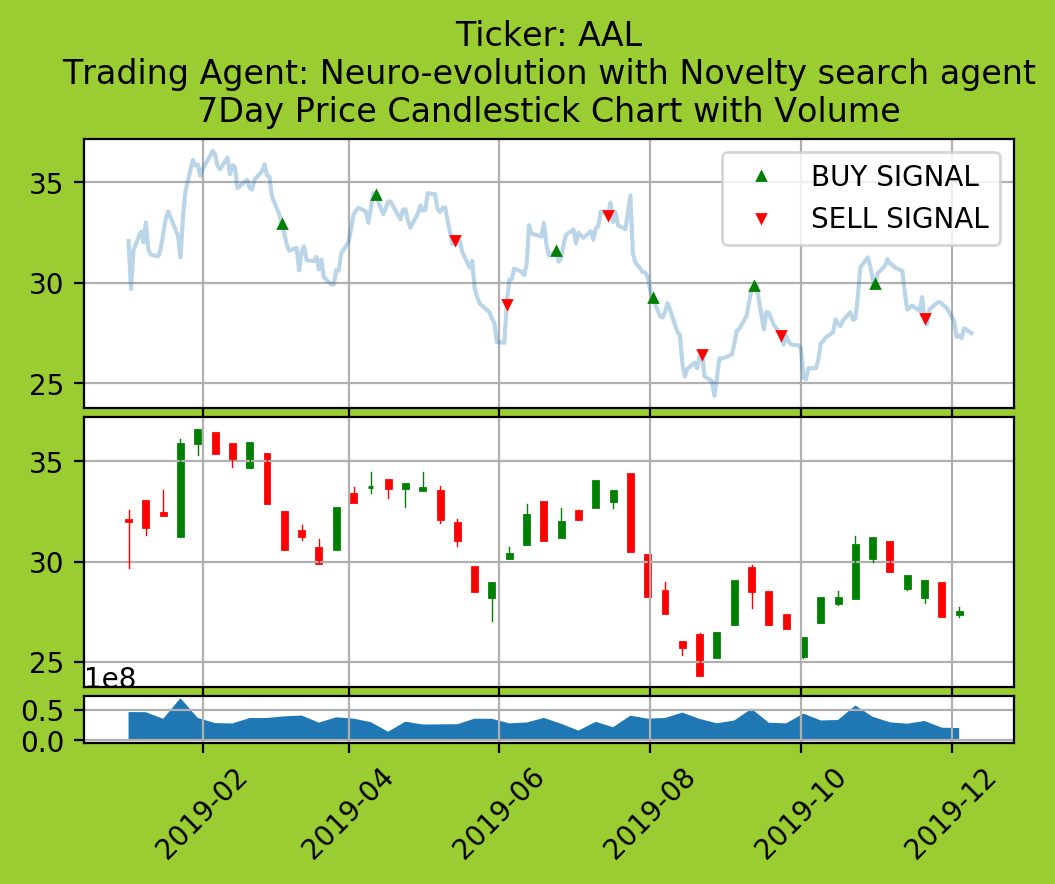 Ticker: AAL
Trading Agent: Neuro-evolution with Novelty search agent
7Day Price Candlestick Chart with Volume
BUY SIGNAL
SELL SIGNAL
35
30
25
35
30
25
1e8
0.5
0.0
2019-02
2019-04
2019-06
2019-08
2019-10
2019-12